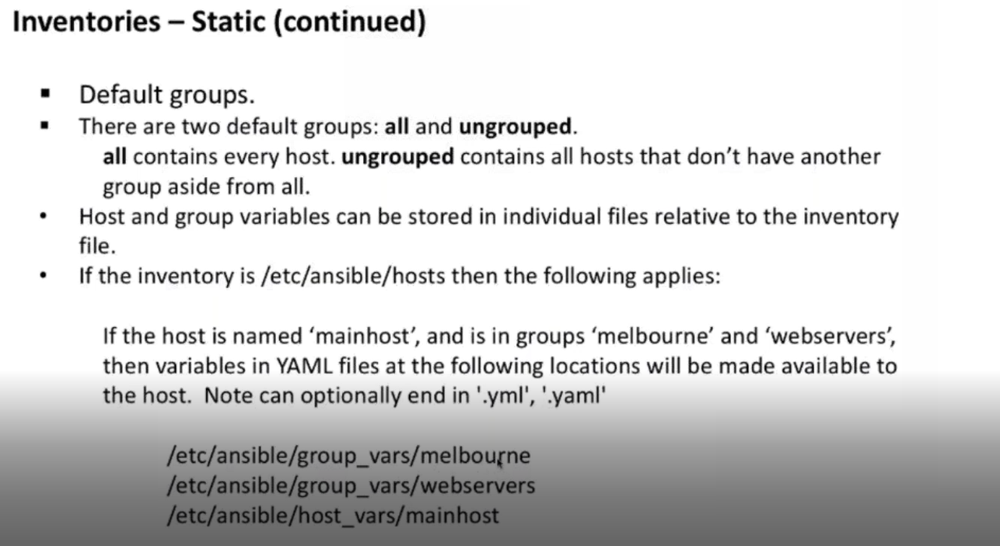 Inventories – Static (continued)
▪ Default groups.
▪ There are two default groups: all and ungrouped.
all contains every host. ungrouped contains all hosts that don’t have another
group aside from all.
• Host and group variables can be stored in individual files relative to the inventory
file.
• If the inventory is /etc/ansible/hosts then the following applies:
If the host is named ‘mainhost’, and is in groups ‘melbourne’ and ‘webservers’,
then variables in YAML files at the following locations will be made available to
the host.  Note can optionally end in '.yml', '.yaml'
/etc/ansible/group_vars/melbourne
/etc/ansible/group_vars/webservers
/etc/ansible/host_vars/mainhost